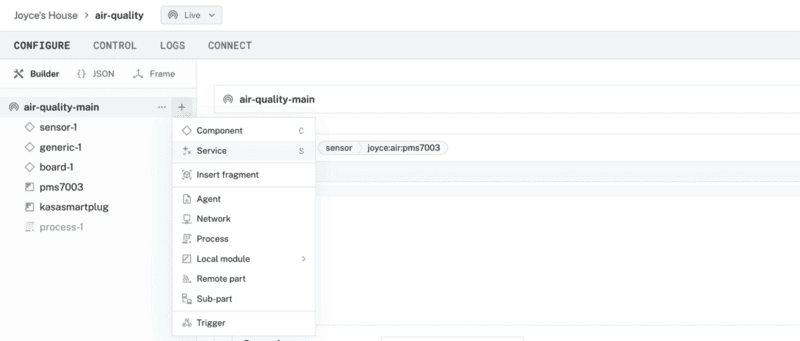 Joyce's House > air-quality Live
CONFIGURE CONTROL LOGS CONNECT
Builder {} JSON Frame
air-quality-main ... +
air-quality-main
sensor-1
generic-1
board-1
pms7003
kasasmartplug
process-1
Component C
Service S
Insert fragment
Agent
Network
Process
Local module >
Remote part
Sub-part
Trigger
sensor joyce:air:pms7003